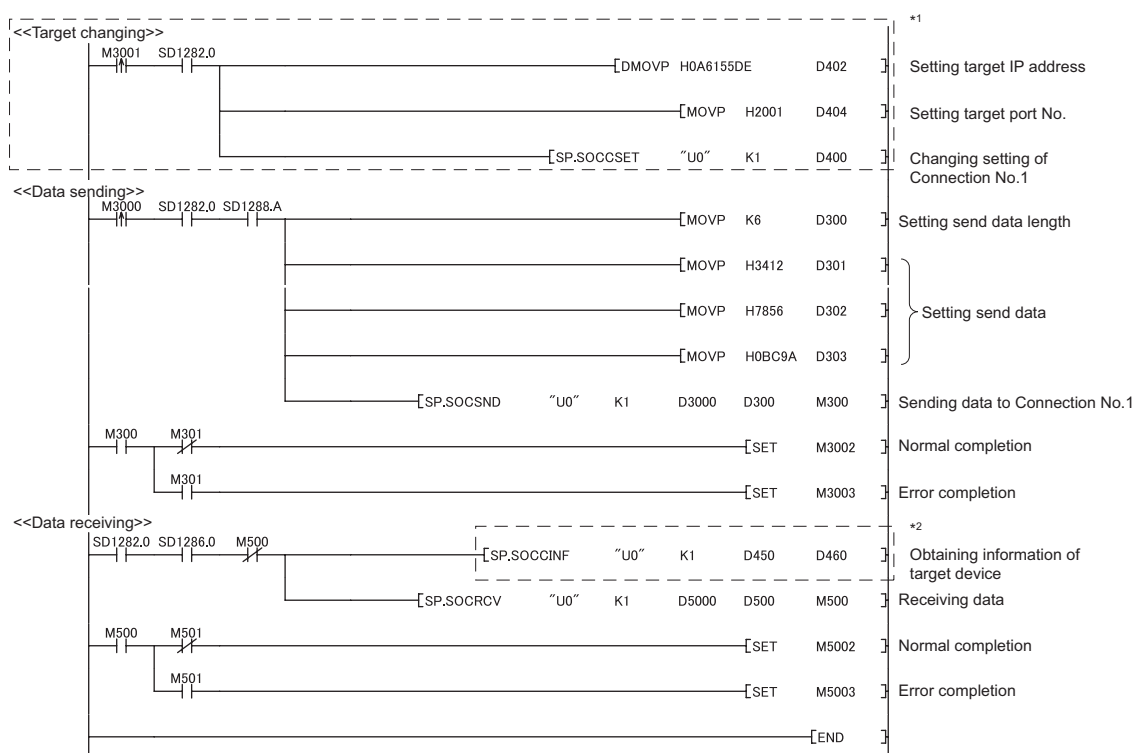 *1
<<Target changing>>
M3001 SD1282.0
[DMOVP H0A6155DE D402 ] Setting target IP address
[MOVP H2001 D404 ] Setting target port No.
[SP.SOCCSET "U0" K1 D400 ] Changing setting of
Connection No.1
<<Data sending>>
M3000 SD1282.0 SD1288.A
[MOVP K6 D300 ] Setting send data length
[MOVP H3412 D301 ]
[MOVP H7856 D302 ] Setting send data
[MOVP H0BC9A D303 ]
[SP.SOCSND "U0" K1 D3000 D300 M300 ] Sending data to Connection No.1
M300 M301
[SET M3002 ] Normal completion
M301
[SET M3003 ] Error completion
<<Data receiving>>
*2
SD1282.0 SD1286.0 M500
[SP.SOCCINF "U0" K1 D450 D460 ] Obtaining information of
target device
[SP.SOCRCV "U0" K1 D5000 D500 M500 ] Receiving data
M500 M501
[SET M5002 ] Normal completion
M501
[SET M5003 ] Error completion
[END ]